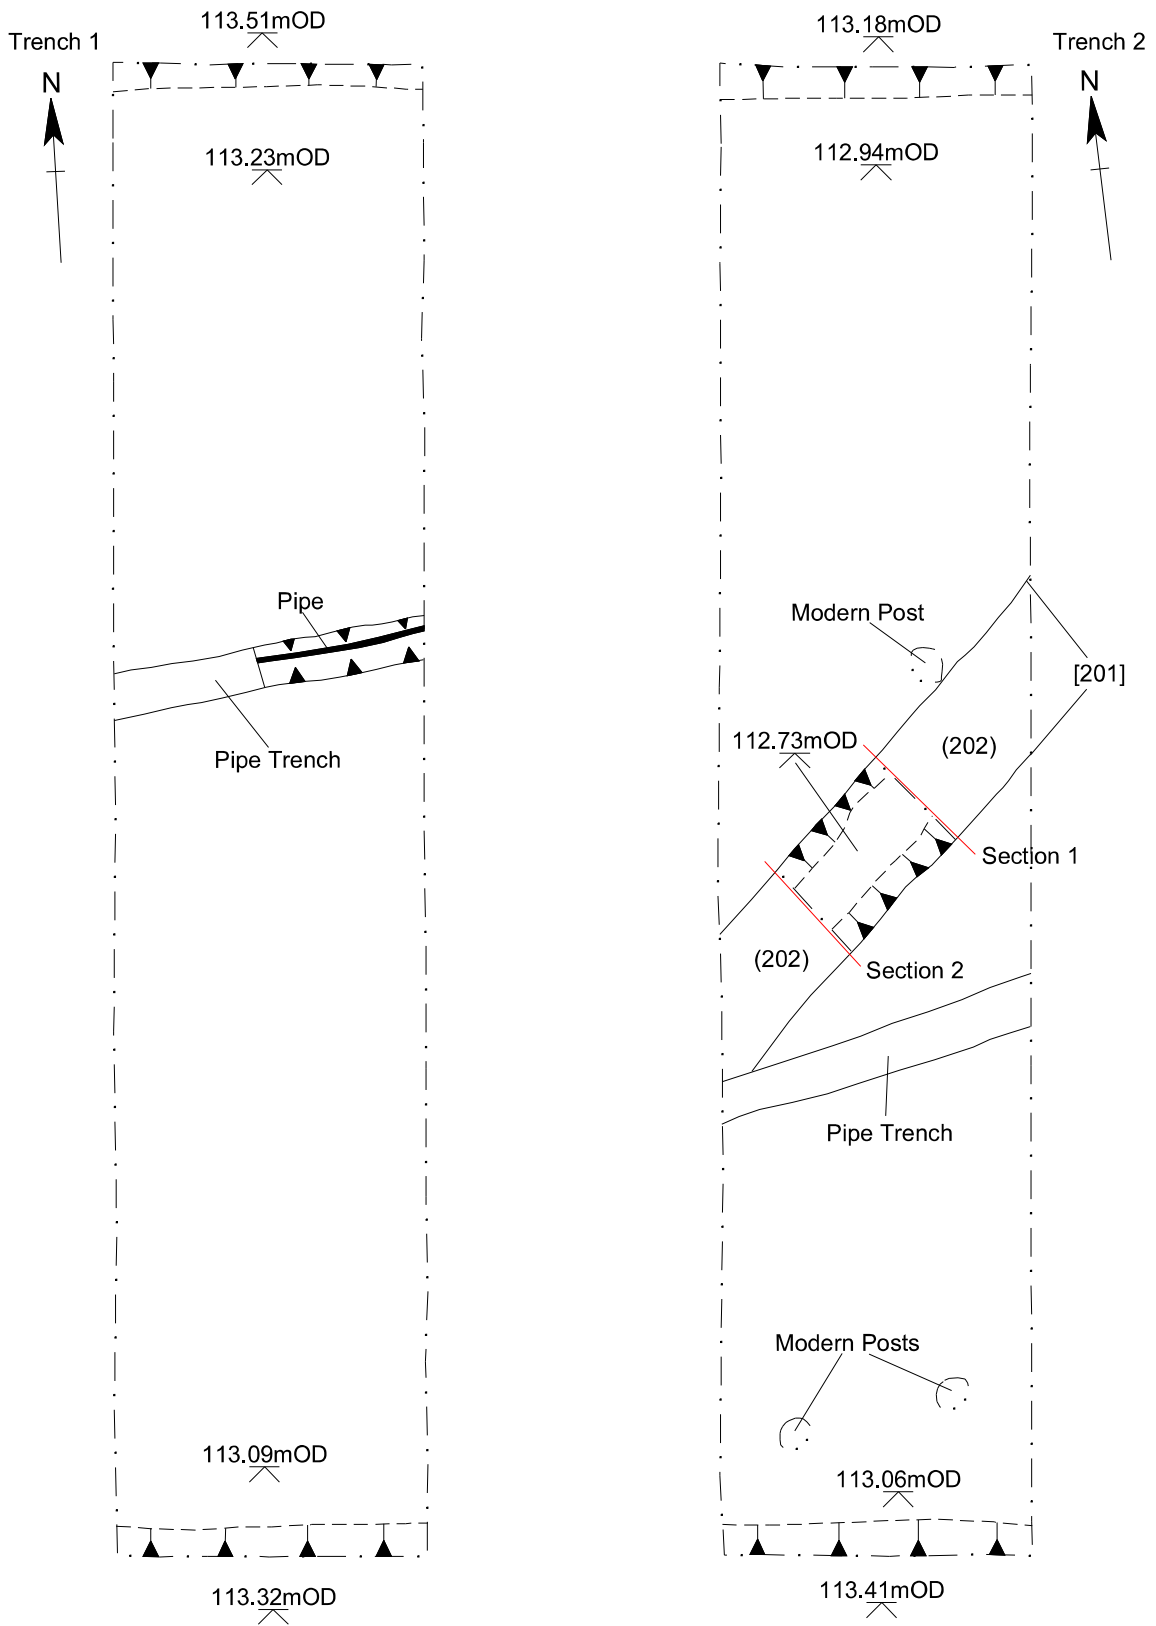 Trench 1
113.51mOD
N
113.23mOD
Pipe
Pipe Trench
113.09mOD
113.32mOD
113.18mOD
Trench 2
N
112.94mOD
Modern Post
[201]
112.73mOD
(202)
Section 1
(202)
Section 2
Pipe Trench
Modern Posts
113.06mOD
113.41mOD